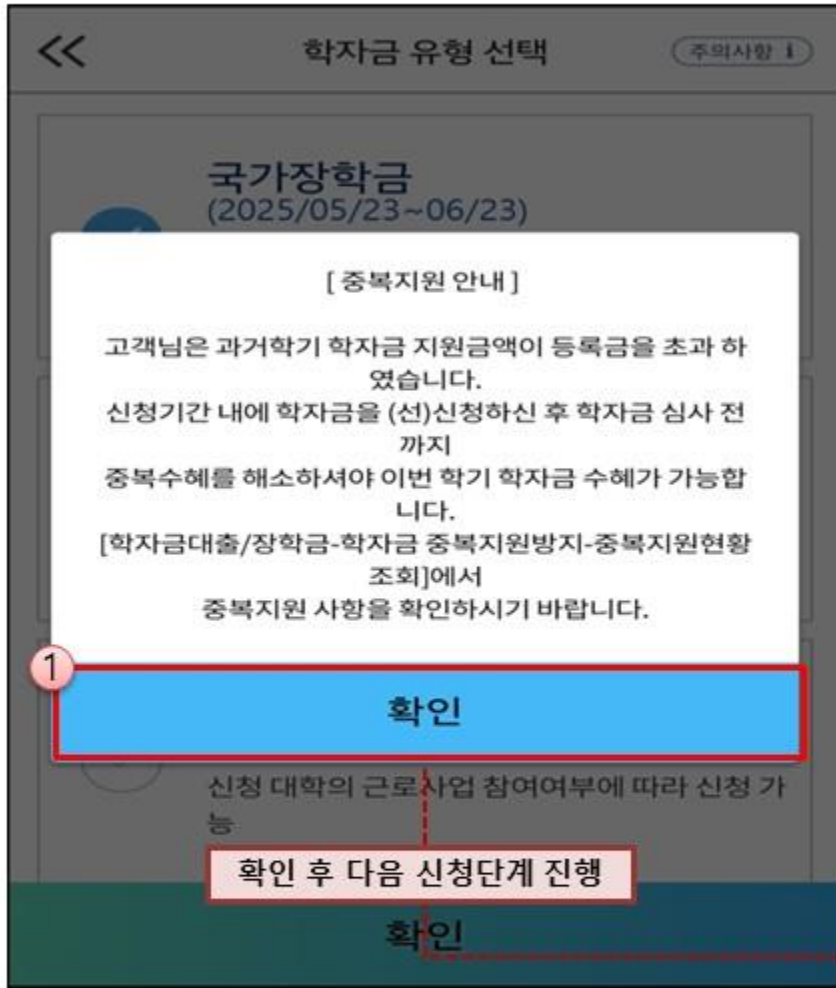 <<
학자금 유형 선택
주의사항 i
국가장학금
(2025/05/23~06/23)
[ 중복지원 안내 ]
고객님은 과거학기 학자금 지원금액이 등록금을 초과 하
였습니다.
신청기간 내에 학자금을 (선)신청하신 후 학자금 심사 전
까지
중복수혜를 해소하셔야 이번 학기 학자금 수혜가 가능합
니다.
[학자금대출/장학금-학자금 중복지원방지-중복지원현황
조회]에서
중복지원 사항을 확인하시기 바랍니다.
1
확인
신청 대학의 근로사업 참여여부에 따라 신청 가
능
확인 후 다음 신청단계 진행
확인